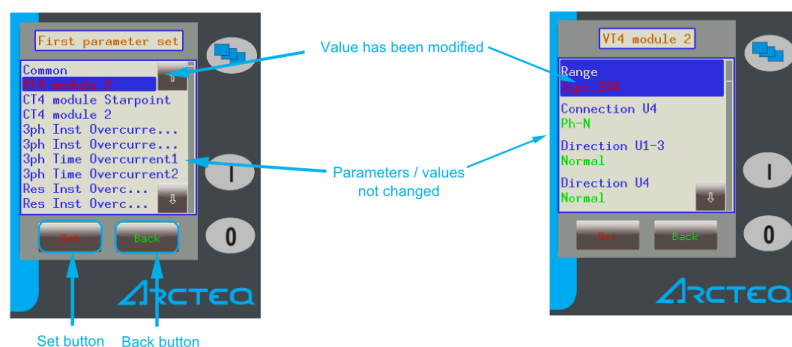 First parameter set
Common
VT4 module 2
CT4 module Starpoint
CT4 module 2
3ph Inst Overcurre...
3ph Inst Overcurre...
3ph Time Overcurrent1
3ph Time Overcurrent2
Res Inst Overc...
Res Inst Overc...
Set
Back
I
0
ARCTEQ
Set button
Back button
Value has been modified
Parameters / values
not changed
VT4 module 2
Range
Type 200
Connection U4
Ph-N
Direction U1-3
Normal
Direction U4
Normal
Set
Back
I
0
ARCTEQ